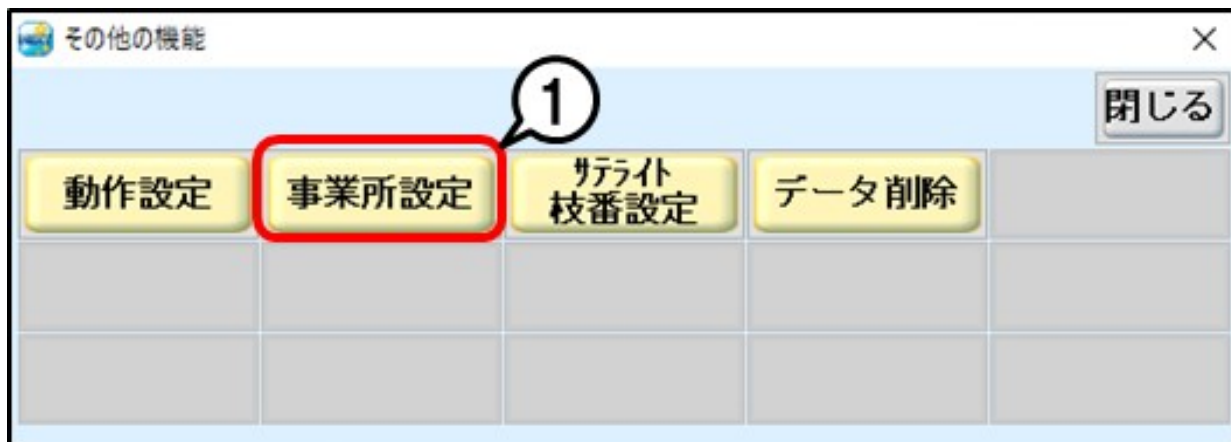 その他の機能
1
閉じる
動作設定
事業所設定
ｻﾃﾗｲﾄ
枝番設定
データ削除